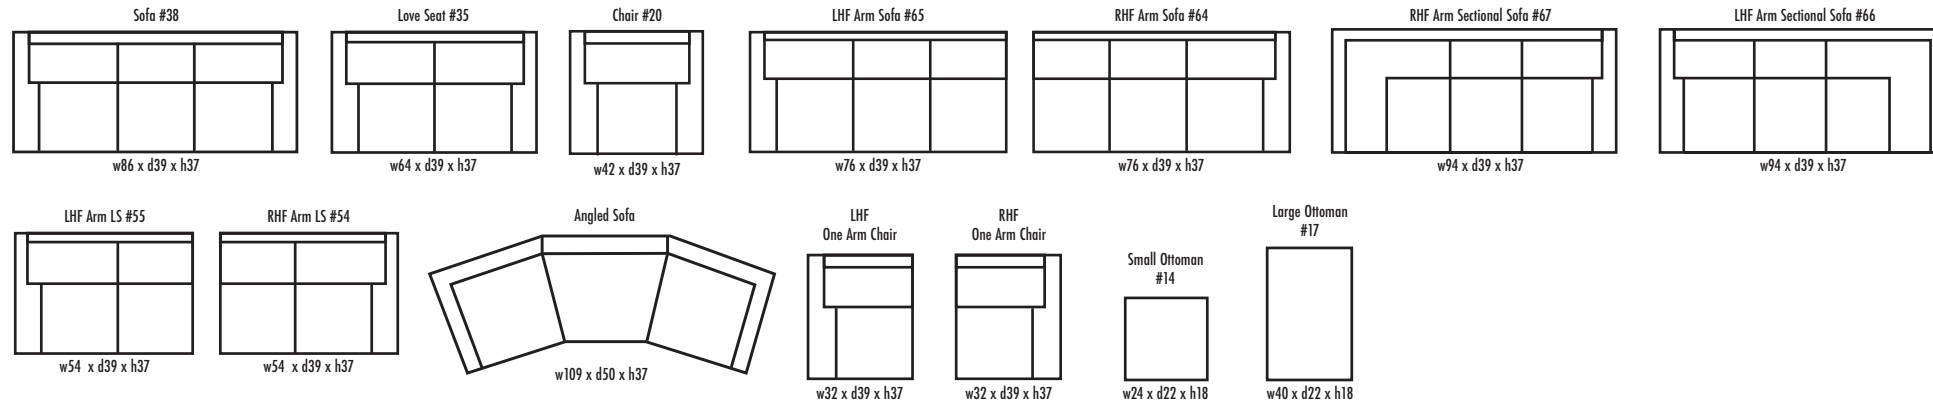 Sofa #38
w86 x d39 x h37
Love Seat #35
w64 x d39 x h37
Chair #20
w42 x d39 x h37
LHF Arm Sofa #65
w76 x d39 x h37
RHF Arm Sofa #64
w76 x d39 x h37
RHF Arm Sectional Sofa #67
w94 x d39 x h37
LHF Arm Sectional Sofa #66
w94 x d39 x h37
LHF Arm LS #55
w54 x d39 x h37
RHF Arm LS #54
w54 x d39 x h37
Angled Sofa
w109 x d50 x h37
LHF
One Arm Chair
w32 x d39 x h37
RHF
One Arm Chair
w32 x d39 x h37
Small Ottoman
#14
w24 x d22 x h18
Large Ottoman
#17
w40 x d22 x h18